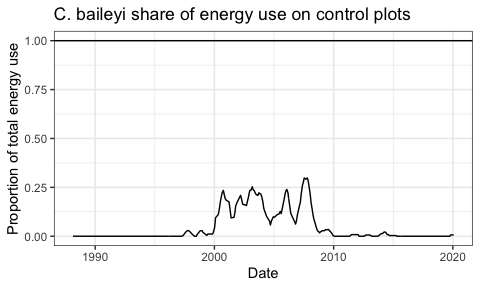 C. baileyi share of energy use on control plots
Proportion of total energy use
1.00
0.75
0.50
0.25
0.00
1990 2000 2010 2020
Date